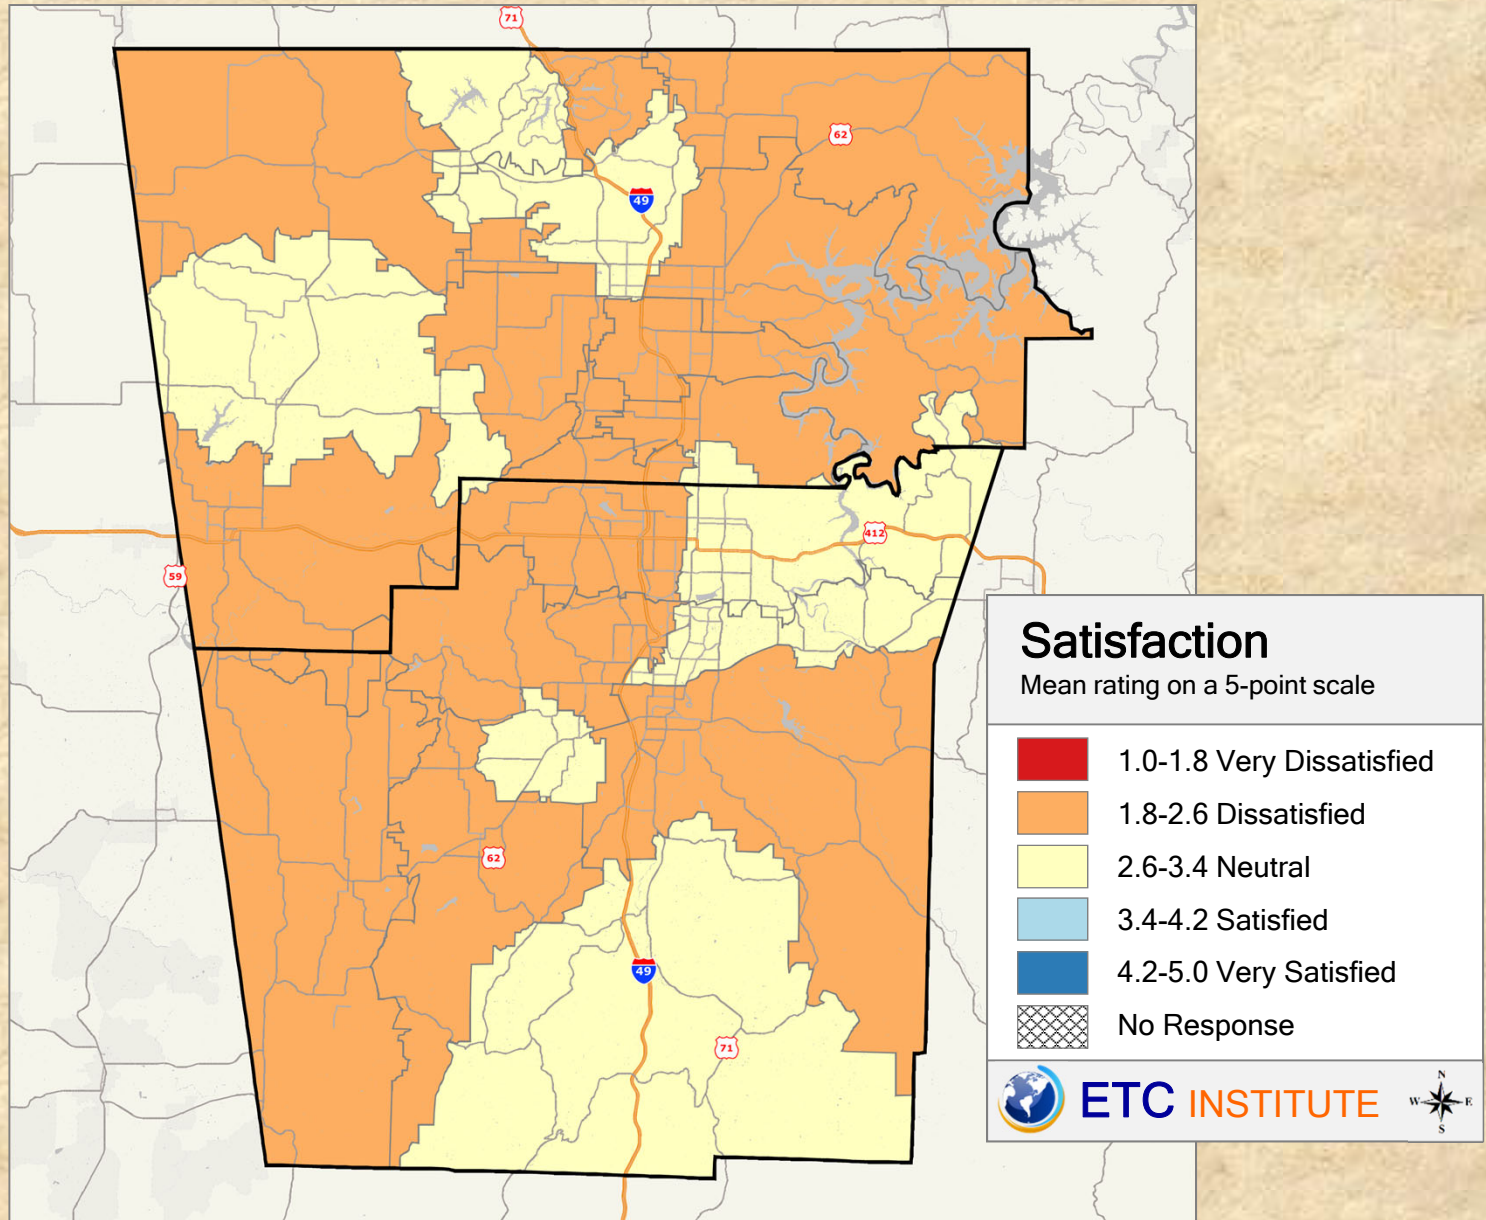 71
62
49
412
59
62
49
71
Satisfaction
Mean rating on a 5-point scale
1.0-1.8 Very Dissatisfied
1.8-2.6 Dissatisfied
2.6-3.4 Neutral
3.4-4.2 Satisfied
4.2-5.0 Very Satisfied
No Response
ETC INSTITUTE
N
W E
S